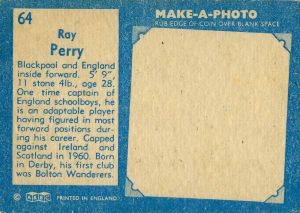 64
Ray
Perry
Blackpool and England
inside forward. 5' 9",
11 stone 4lb., age 28.
One time captain of
England schoolboys, he
is an adaptable player
having figured in most
forward positions dur-
ing his career. Capped
against Ireland and
Scotland in 1960. Born
in Derby, his first club
was Bolton Wanderers.
© A&BC PRINTED IN ENGLAND
MAKE-A-PHOTO
RUB EDGE OF COIN OVER BLANK SPACE